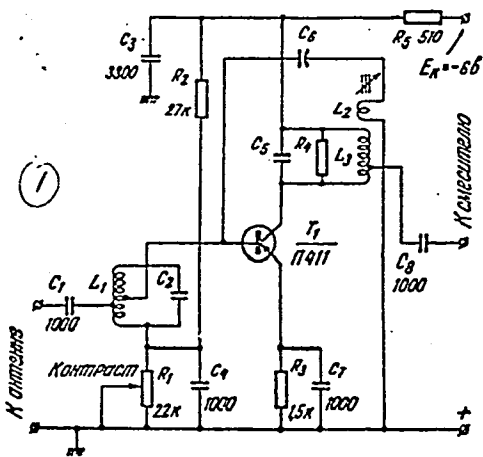 C3
3300
R2
27к
C6
R5 510
Eк=-6в
L2
C5
R4
L3
К смесителю
1
T1
П411
C8
1000
C1
1000
L1
C2
К антенне
Контраст
R1
22к
C4
1000
R3
1,5к
C7
1000
+